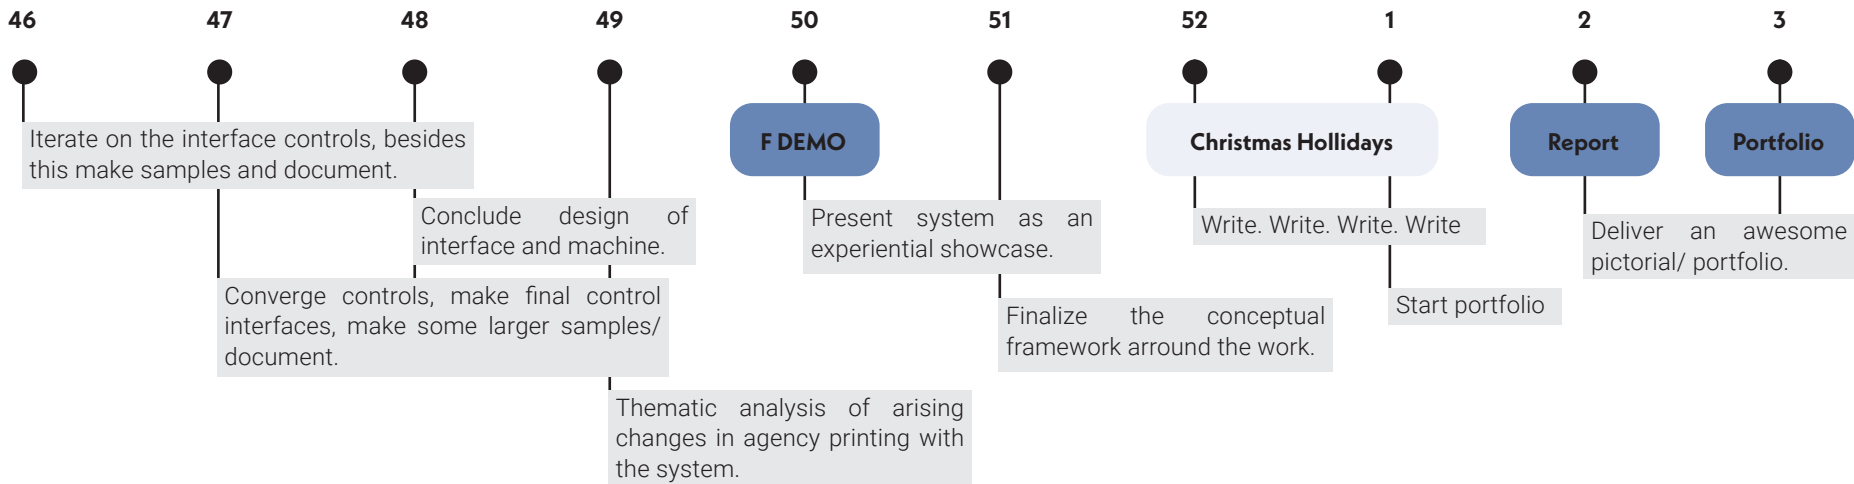 46 47 48 49 50 51 52 1 2 3
F DEMO
Christmas Hollidays
Report
Portfolio
Iterate on the interface controls, besides
this make samples and document.
Converge controls, make final control
interfaces, make some larger samples/
document.
Conclude design of
interface and machine.
Thematic analysis of arising
changes in agency printing with
the system.
Present system as an
experiential showcase.
Finalize the conceptual
framework arround the work.
Write. Write. Write. Write
Start portfolio
Deliver an awesome
pictorial/ portfolio.